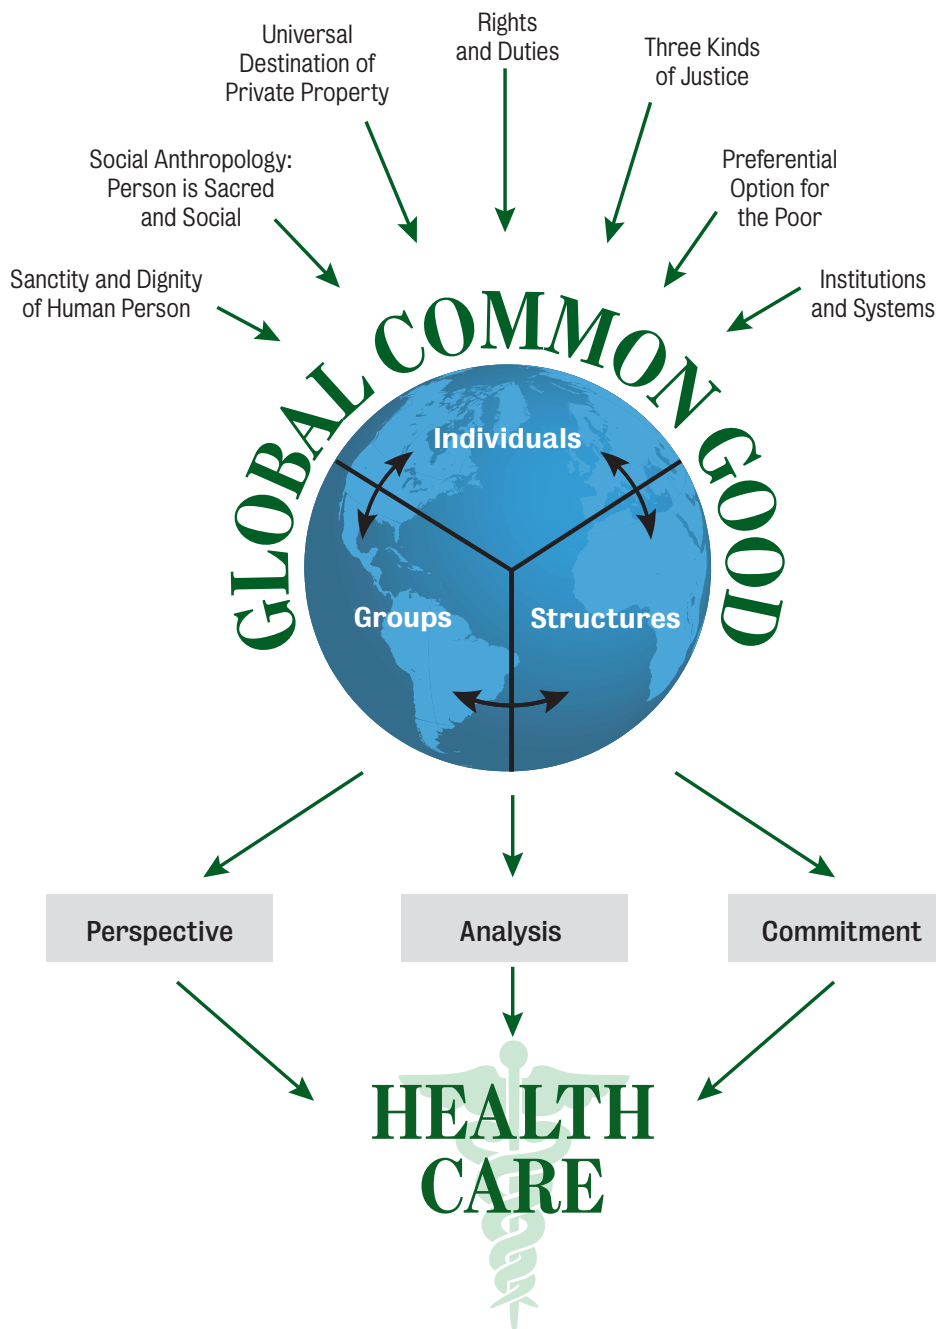 Rights
and Duties
Universal
Destination of
Private Property
Three Kinds
of Justice
Social Anthropology:
Person is Sacred
and Social
Preferential
Option for
the Poor
Sanctity and Dignity
of Human Person
Institutions
and Systems
GLOBAL COMMON GOOD
Individuals
Groups
Structures
Perspective
Analysis
Commitment
HEALTH
CARE